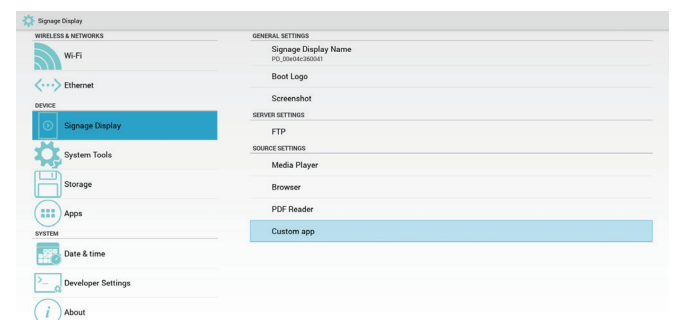 Signage Display
WIRELESS & NETWORKS
Wi-Fi
Ethernet
DEVICE
Signage Display
System Tools
Storage
Apps
SYSTEM
Date & time
Developer Settings
About
GENERAL SETTINGS
Signage Display Name
PD_00e04c360041
Boot Logo
Screenshot
SERVER SETTINGS
FTP
SOURCE SETTINGS
Media Player
Browser
PDF Reader
Custom app